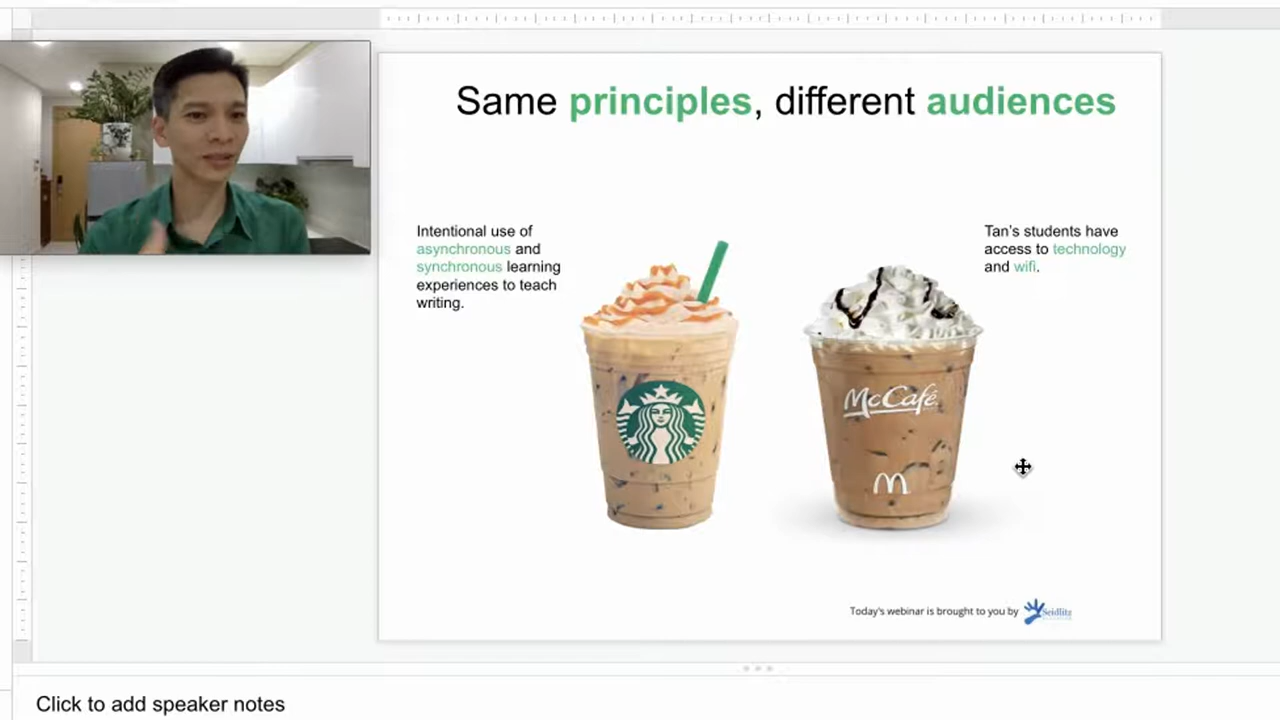 Same principles, different audiences
Intentional use of
asynchronous and
synchronous learning
experiences to teach
writing.
Tan's students have
access to technology
and wifi.
McCafé
Today's webinar is brought to you by Seidlitz
Click to add speaker notes